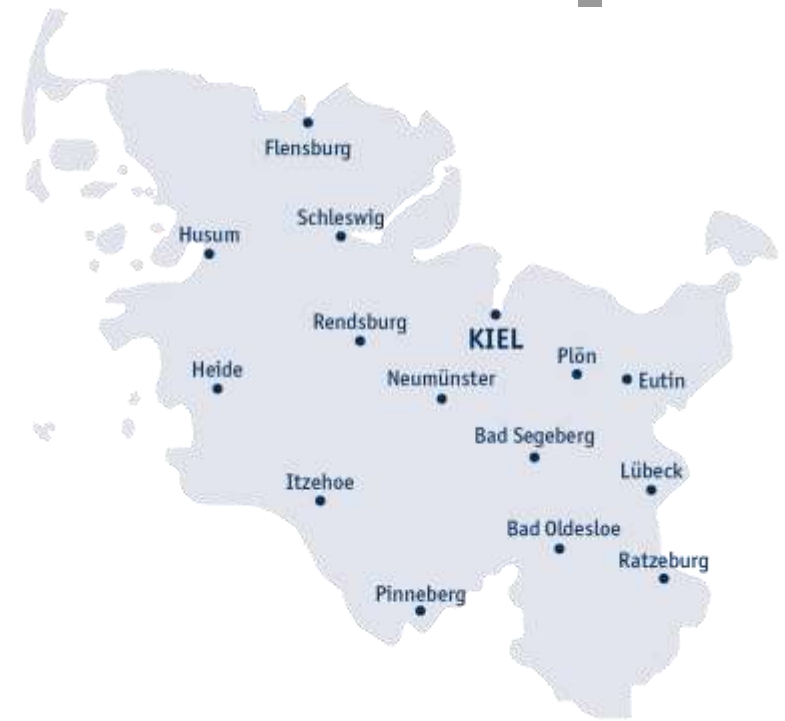 Flensburg
Schleswig
Husum
Rendsburg
KIEL
Plön
Heide
Neumünster
Eutin
Bad Segeberg
Lübeck
Itzehoe
Bad Oldesloe
Ratzeburg
Pinneberg